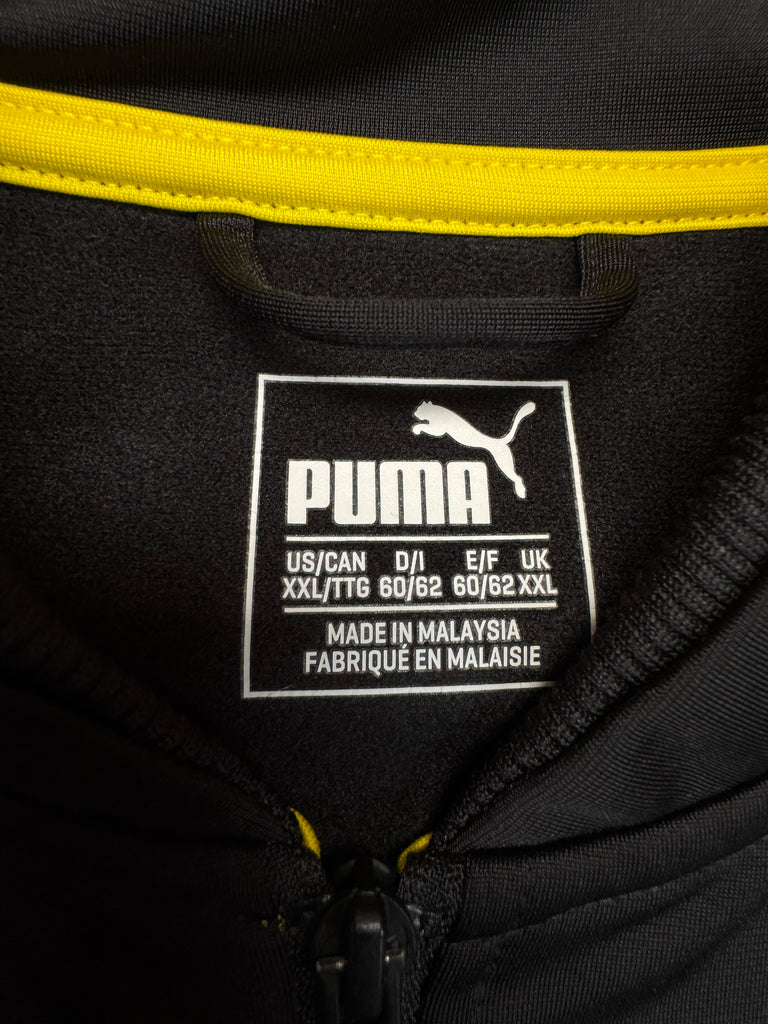 PUMA
US/CAN D/I E/F UK
XXL/TTG 60/62 60/62 XXL
MADE IN MALAYSIA
FABRIQUÉ EN MALAISIE